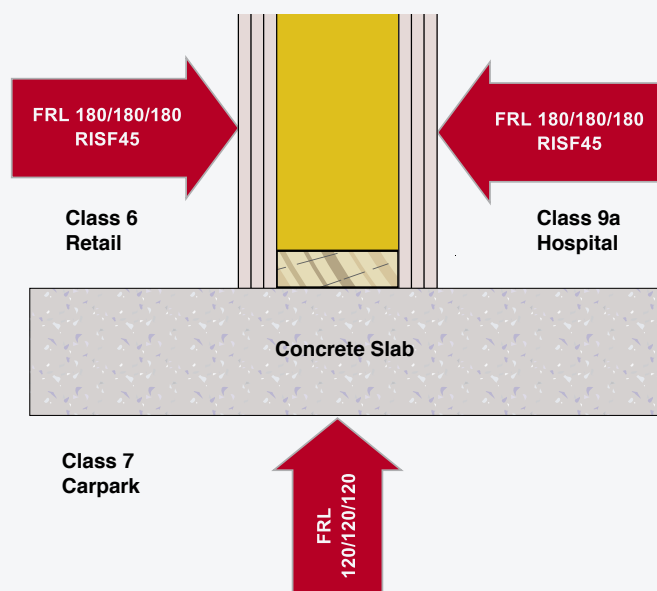 FRL 180/180/180
RISF45
FRL 180/180/180
RISF45
Class 6
Retail
Class 9a
Hospital
Concrete Slab
Class 7
Carpark
FRL
120/120/120